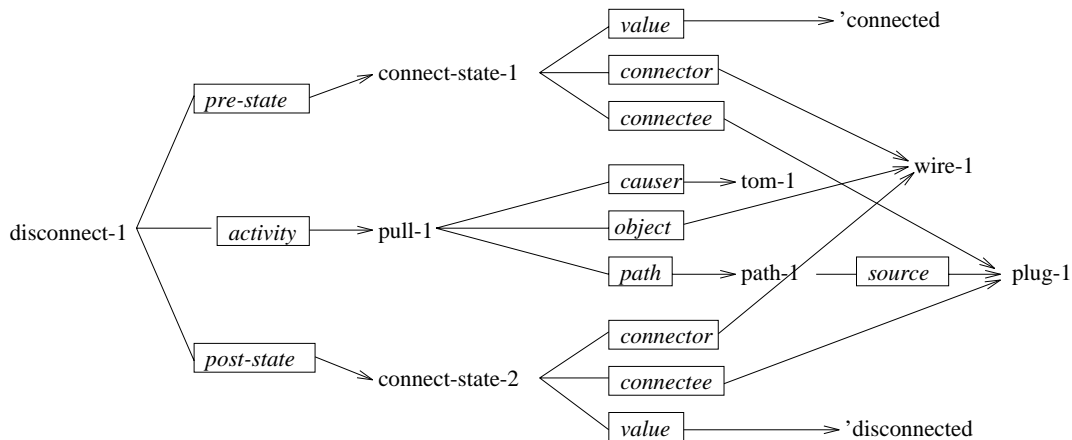 value
'connected
connect-state-1
connector
pre-state
connectee
wire-1
causer
tom-1
disconnect-1
activity
pull-1
object
path
path-1
source
plug-1
connector
post-state
connect-state-2
connectee
value
'disconnected